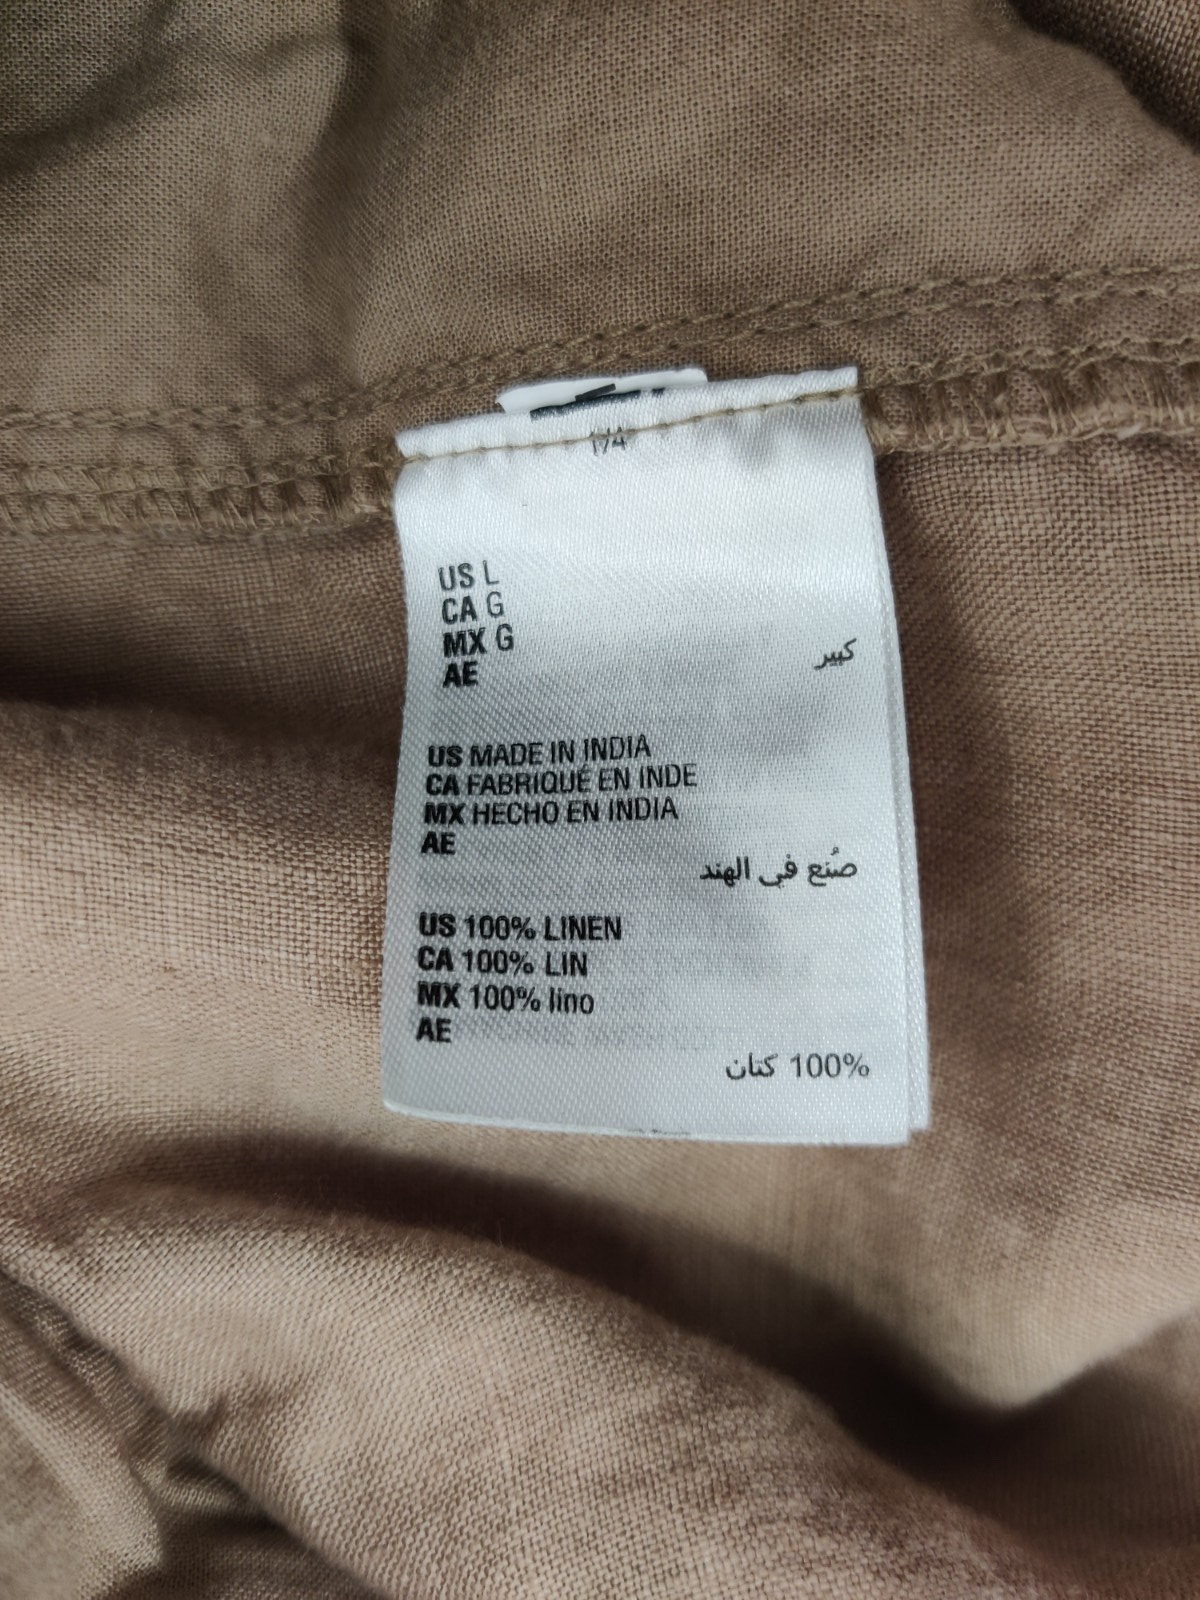 1/4
US L
CA G
MX G
AE
كبير
US MADE IN INDIA
CA FABRIQUÉ EN INDE
MX HECHO EN INDIA
AE
صُنع في الهند
US 100% LINEN
CA 100% LIN
MX 100% lino
AE
100% كتان